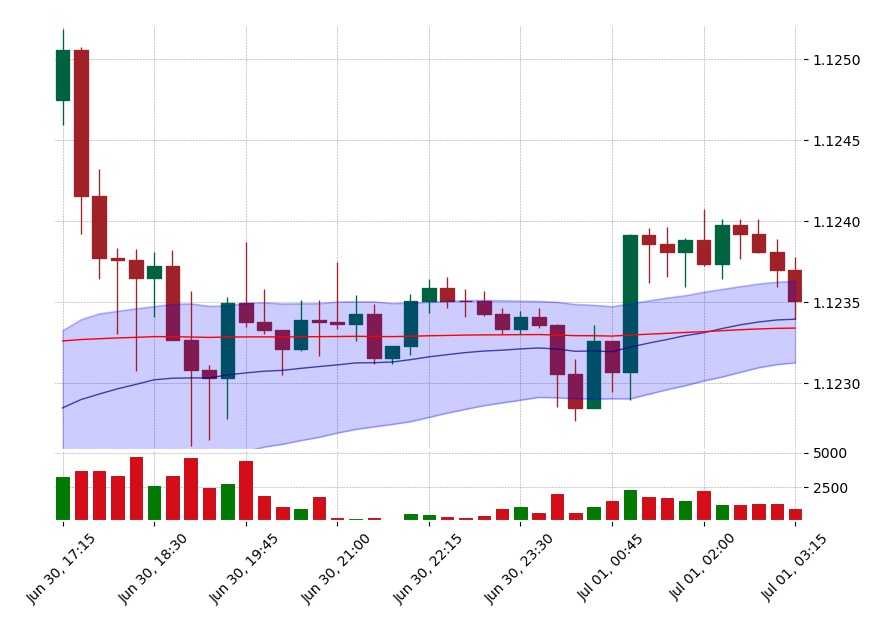 1.1250
1.1245
1.1240
1.1235
1.1230
5000
2500
Jun 30, 17:15
Jun 30, 18:30
Jun 30, 19:45
Jun 30, 21:00
Jun 30, 22:15
Jun 30, 23:30
Jul 01, 00:45
Jul 01, 02:00
Jul 01, 03:15